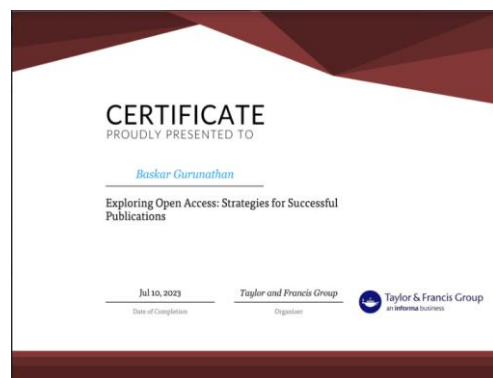 CERTIFICATE
PROUDLY PRESENTED TO
Baskar Gurunathan
Exploring Open Access: Strategies for Successful
Publications
Jul 10, 2023
Taylor and Francis Group
Date of Completion
Organiser
Taylor & Francis Group
an informa business